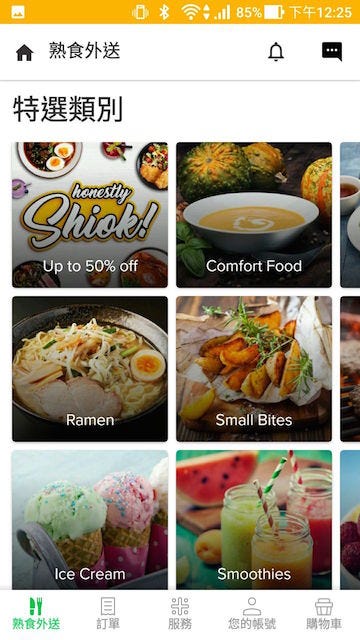 85% 下午12:25
熟食外送
特選類別
honestly
Shiok!
Up to 50% off
Comfort Food
Ramen
Small Bites
Ice Cream
Smoothies
熟食外送 訂單 服務 您的帳號 購物車